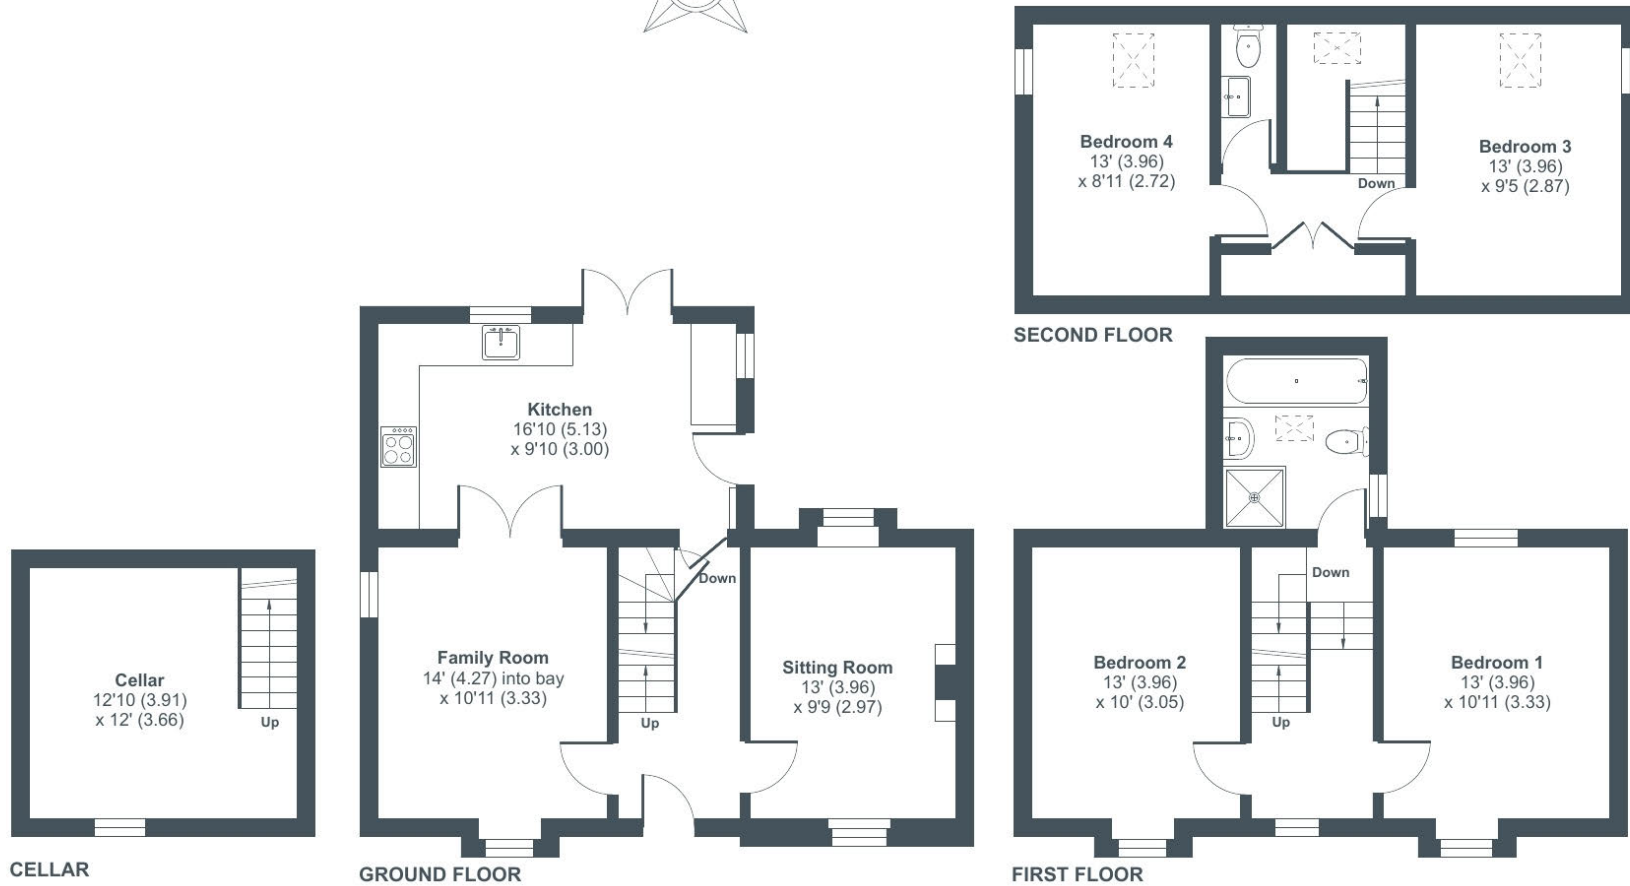 Bedroom 4
13' (3.96)
x 8'11 (2.72)
Down
Bedroom 3
13' (3.96)
x 9'5 (2.87)
SECOND FLOOR
Kitchen
16'10 (5.13)
x 9'10 (3.00)
Cellar
12'10 (3.91)
x 12' (3.66)
Up
CELLAR
Down
Family Room
14' (4.27) into bay
x 10'11 (3.33)
Up
Sitting Room
13' (3.96)
x 9'9 (2.97)
GROUND FLOOR
Down
Bedroom 2
13' (3.96)
x 10' (3.05)
Up
Bedroom 1
13' (3.96)
x 10'11 (3.33)
FIRST FLOOR